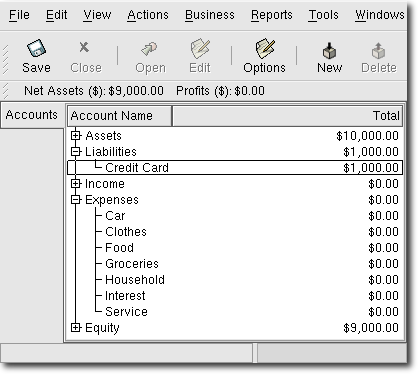 File Edit View Actions Business Reports Tools Windows
Save Close Open Edit Options New Delete
Net Assets ($): $9,000.00 Profits ($): $0.00
Accounts Account Name Total
Assets $10,000.00
Liabilities $1,000.00
Credit Card $1,000.00
Income $0.00
Expenses $0.00
Car $0.00
Clothes $0.00
Food $0.00
Groceries $0.00
Household $0.00
Interest $0.00
Service $0.00
Equity $9,000.00